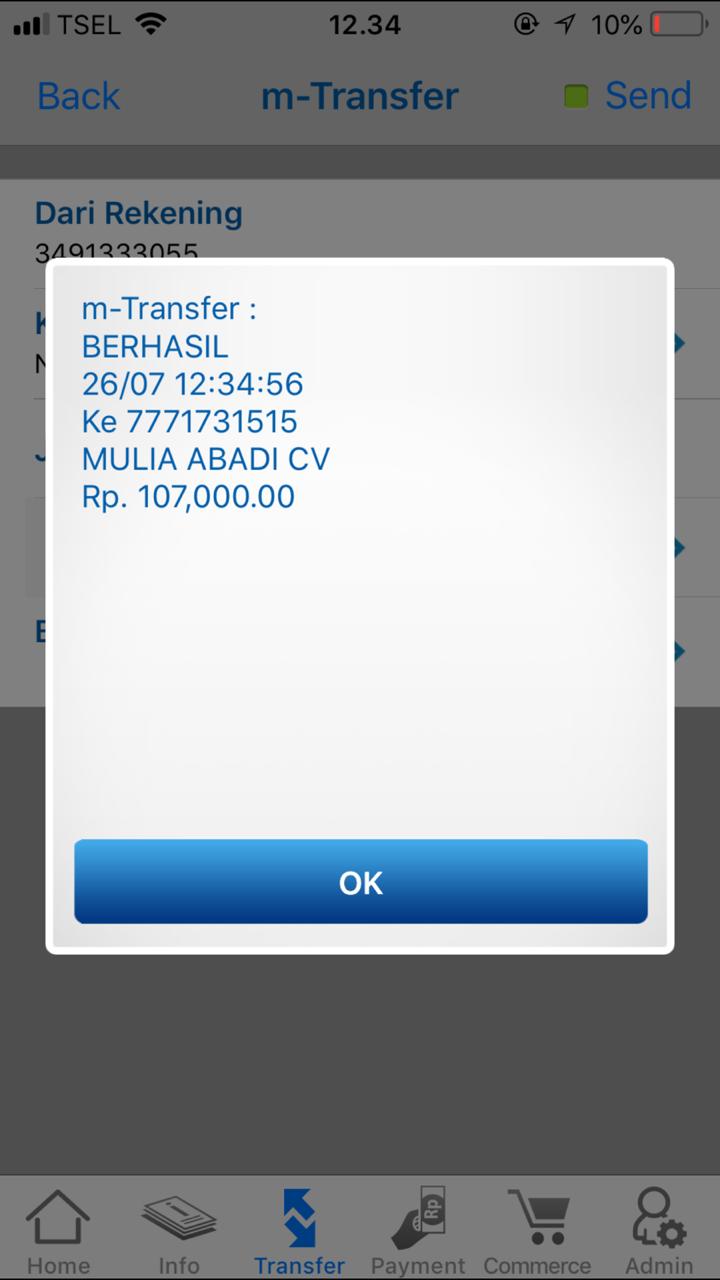 TSEL 12.34 10%
Back m-Transfer Send
Dari Rekening
3491333055
m-Transfer :
BERHASIL
26/07 12:34:56
Ke 7771731515
MULIA ABADI CV
Rp. 107,000.00
OK
Home Info Transfer Payment Commerce Admin